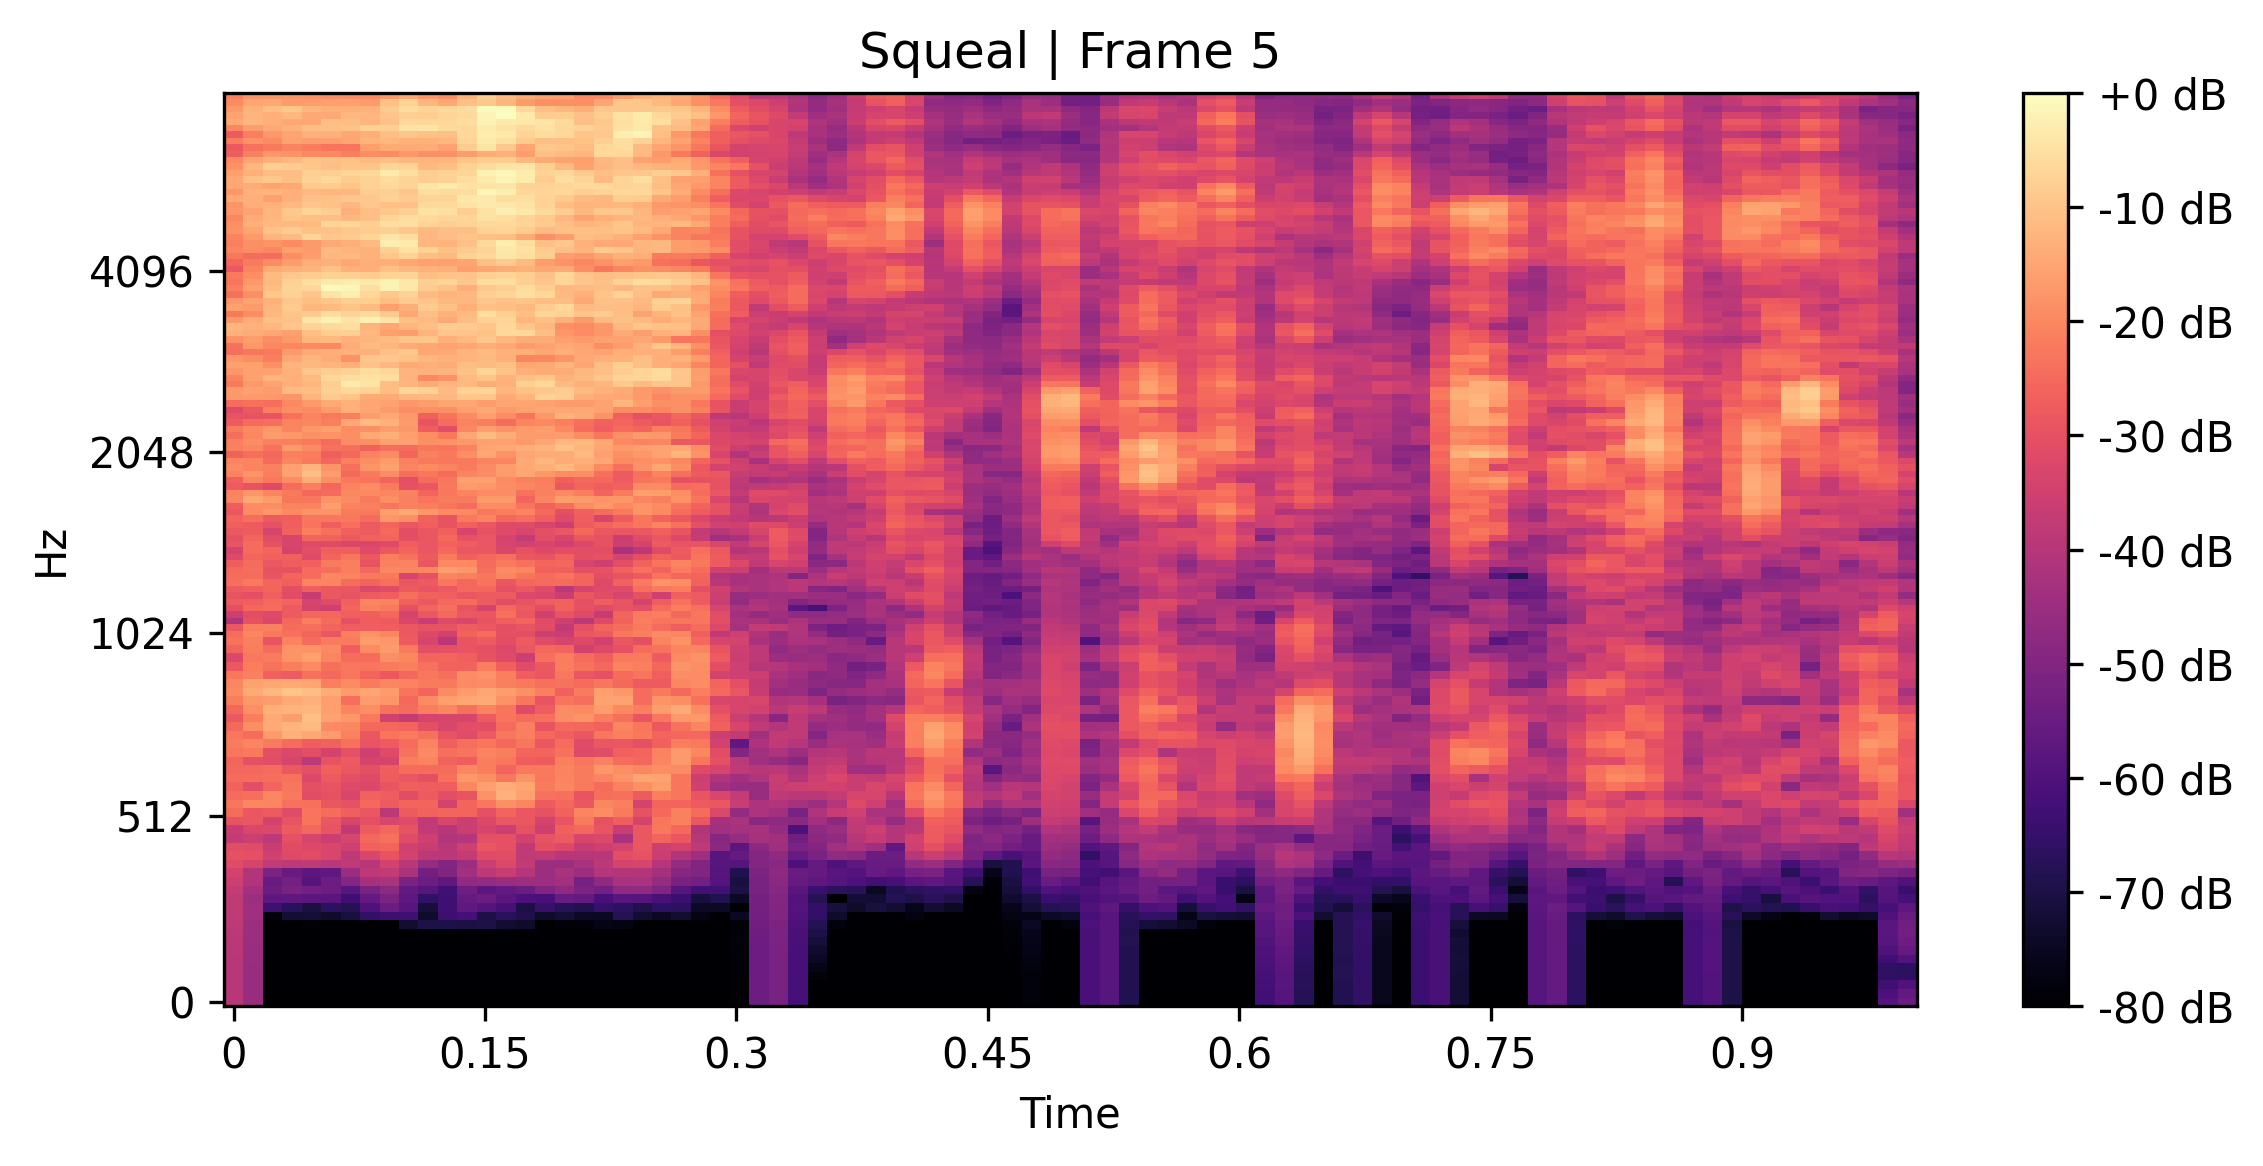 Squeal | Frame 5
+0 dB
-10 dB
-20 dB
-30 dB
-40 dB
-50 dB
-60 dB
-70 dB
-80 dB
Hz
4096
2048
1024
512
0
0 0.15 0.3 0.45 0.6 0.75 0.9
Time